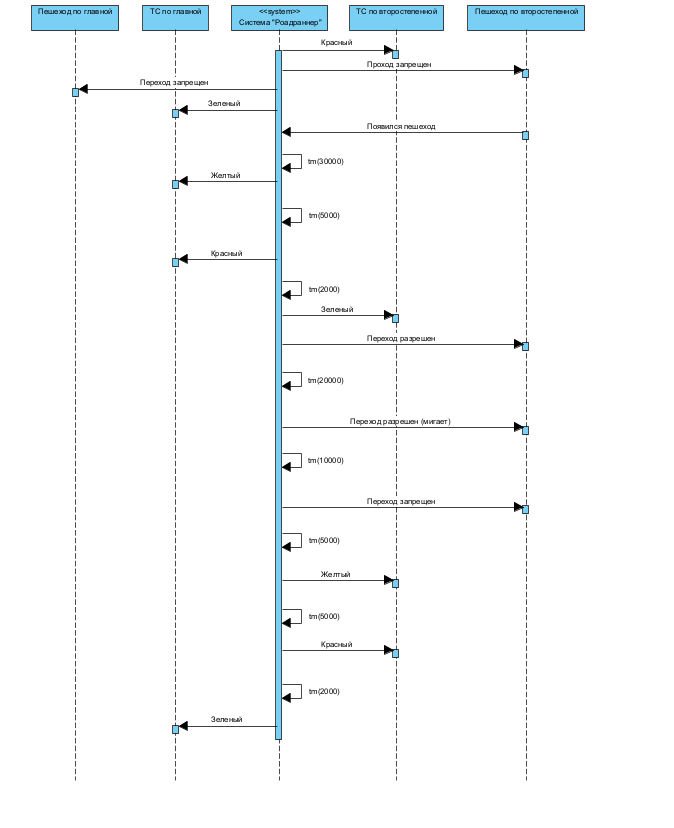 Пешеход по главной
ТС по главной
<<system>>
Система "Роадраннер"
ТС по второстепенной
Пешеход по второстепенной
Красный
Проход запрещен
Переход запрещен
Зеленый
Появился пешеход
tm(30000)
Желтый
tm(5000)
Красный
tm(2000)
Зеленый
Переход разрешен
tm(20000)
Переход разрешен (мигает)
tm(10000)
Переход запрещен
tm(5000)
Желтый
tm(5000)
Красный
tm(2000)
Зеленый